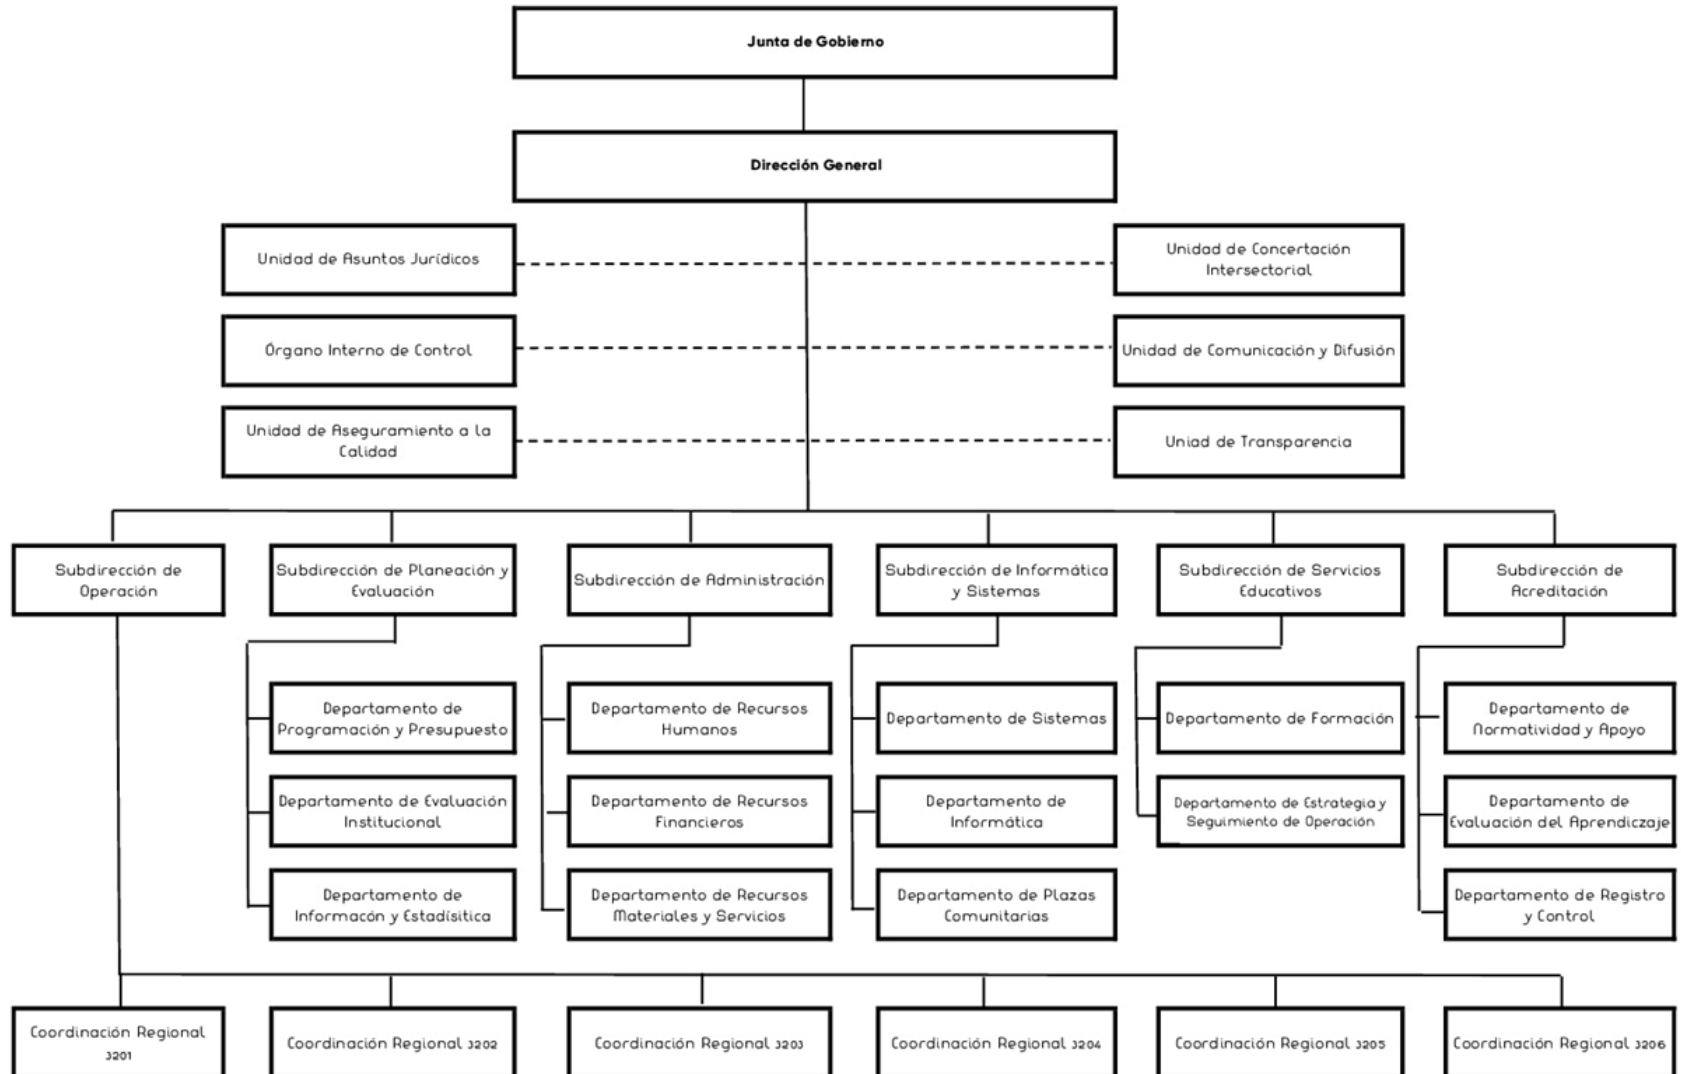 Junta de Gobierno
Dirección General
Unidad de Asuntos Jurídicos
Unidad de Concertación
Intersectorial
Órgano Interno de Control
Unidad de Comunicación y Difusión
Unidad de Aseguramiento a la
Calidad
Uniad de Transparencia
Subdirección de
Operación
Subdirección de Planeación y
Evaluación
Subdirección de Administración
Subdirección de Informática
y Sistemas
Subdirección de Servicios
Educativos
Subdirección de
Acreditación
Departamento de
Programación y Presupuesto
Departamento de Recursos
Humanos
Departamento de Sistemas
Departamento de Formación
Departamento de
Normatividad y Apoyo
Departamento de Evaluación
Institucional
Departamento de Recursos
Financieros
Departamento de
Informática
Departamento de Estrategia y
Seguimiento de Operación
Departamento de
Evaluación del Aprendiczaje
Departamento de
Informacón y Estadísitica
Departamento de Recursos
Materiales y Servicios
Departamento de Plazas
Comunitarias
Departamento de Registro
y Control
Coordinación Regional
3201
Coordinación Regional 3202
Coordinación Regional 3203
Coordinación Regional 3204
Coordinación Regional 3205
Coordinación Regional 3206